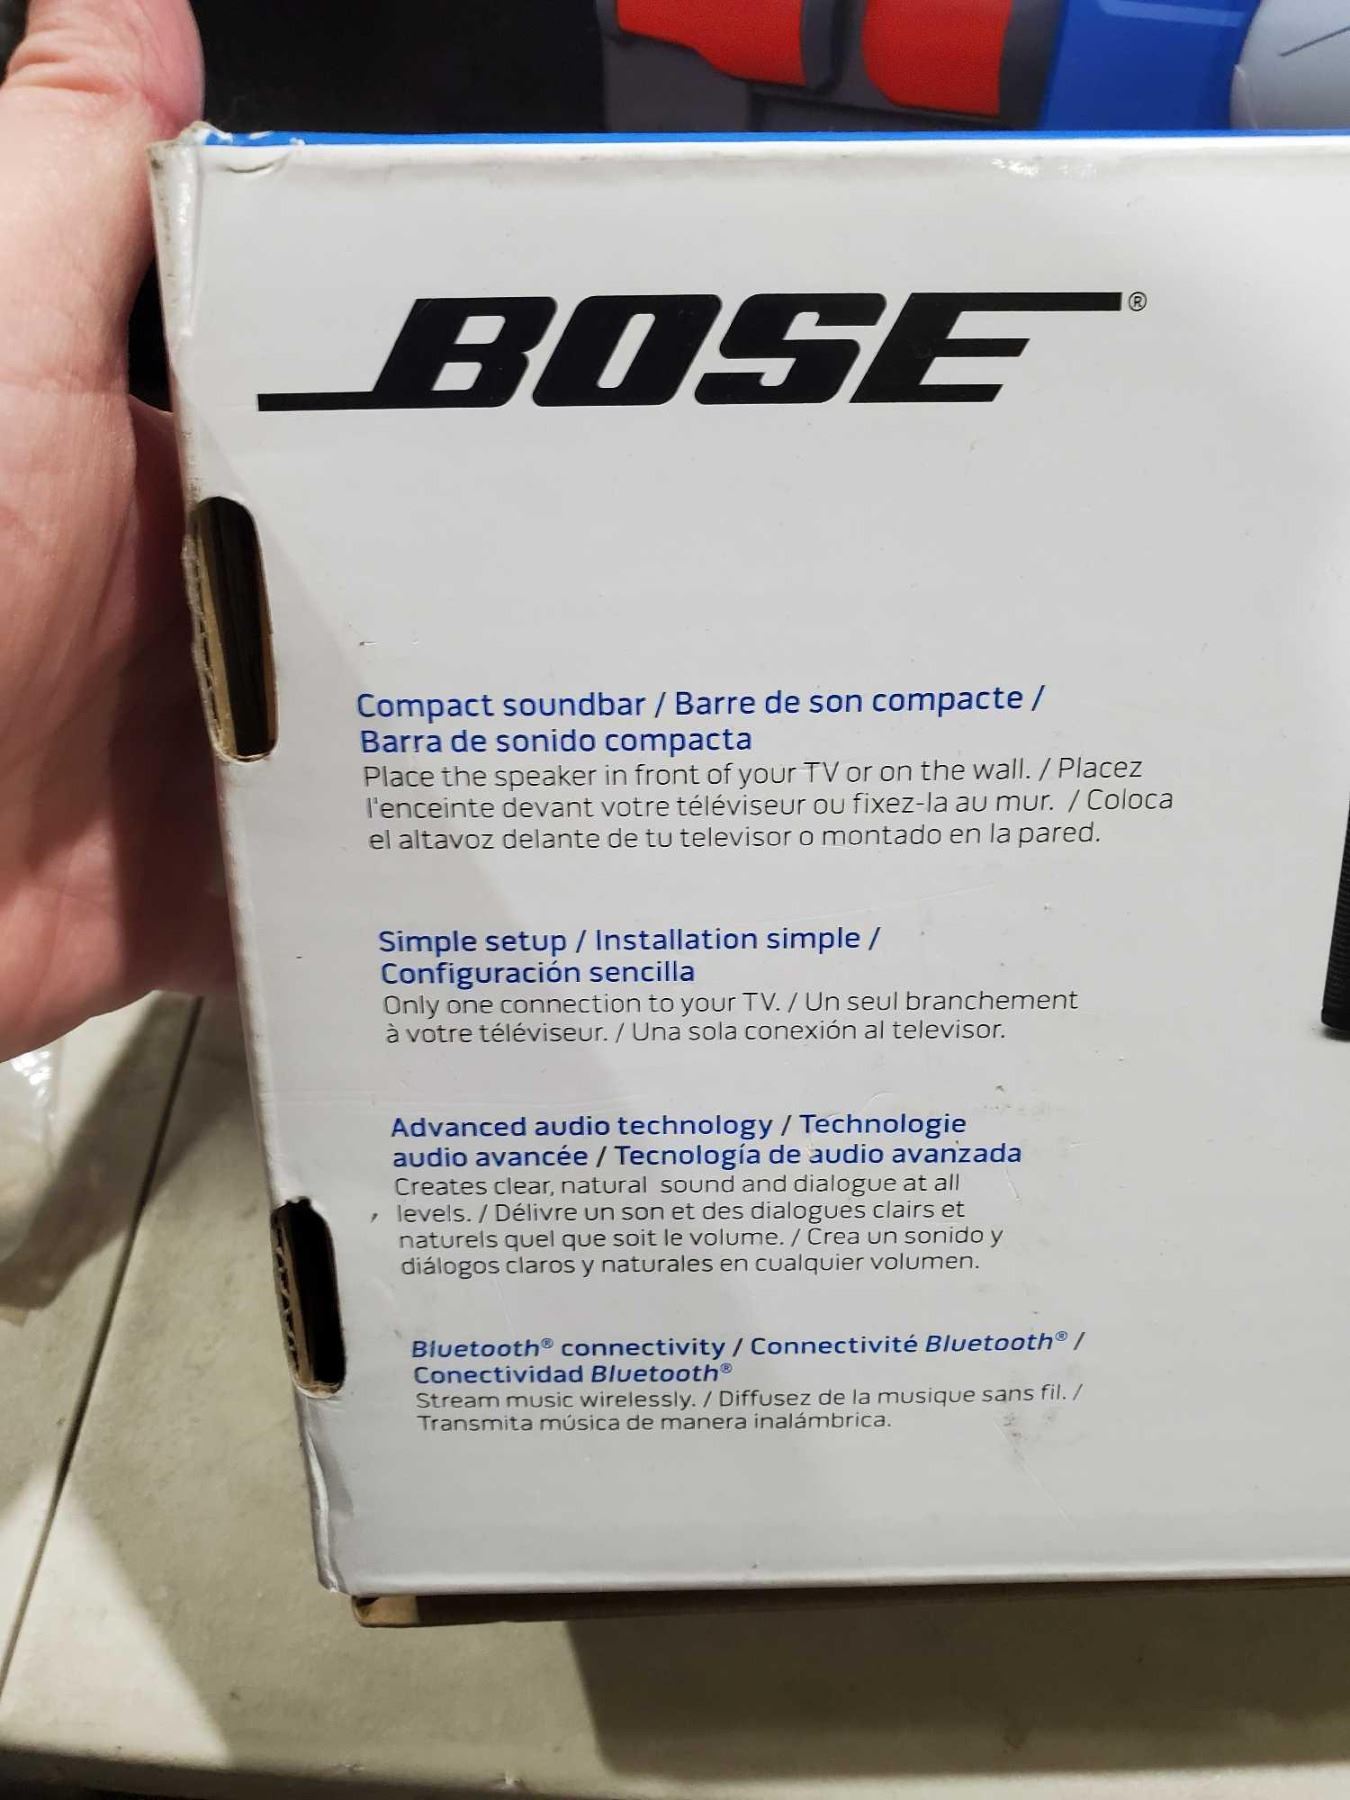 BOSE®
Compact soundbar / Barre de son compacte /
Barra de sonido compacta
Place the speaker in front of your TV or on the wall. / Placez
l'enceinte devant votre téléviseur ou fixez-la au mur. / Coloca
el altavoz delante de tu televisor o montado en la pared.
Simple setup / Installation simple /
Configuración sencilla
Only one connection to your TV. / Un seul branchement
à votre téléviseur. / Una sola conexión al televisor.
Advanced audio technology / Technologie
audio avancée / Tecnología de audio avanzada
Creates clear, natural sound and dialogue at all
levels. / Délivre un son et des dialogues clairs et
naturels quel que soit le volume. / Crea un sonido y
diálogos claros y naturales en cualquier volumen.
Bluetooth® connectivity / Connectivité Bluetooth® /
Conectividad Bluetooth®
Stream music wirelessly. / Diffusez de la musique sans fil. /
Transmita música de manera inalámbrica.